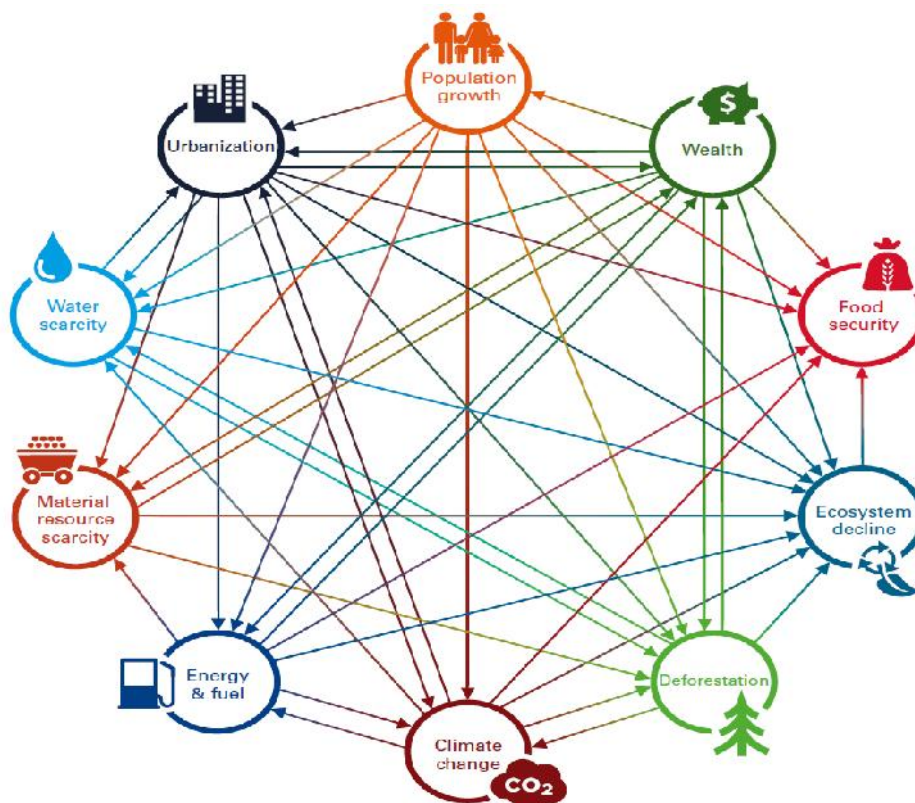 Population
growth
Urbanization
$
Wealth
Water
scarcity
Food
security
Material
resource
scarcity
Ecosystem
decline
Energy
& fuel
Deforestation
Climate
change
CO2